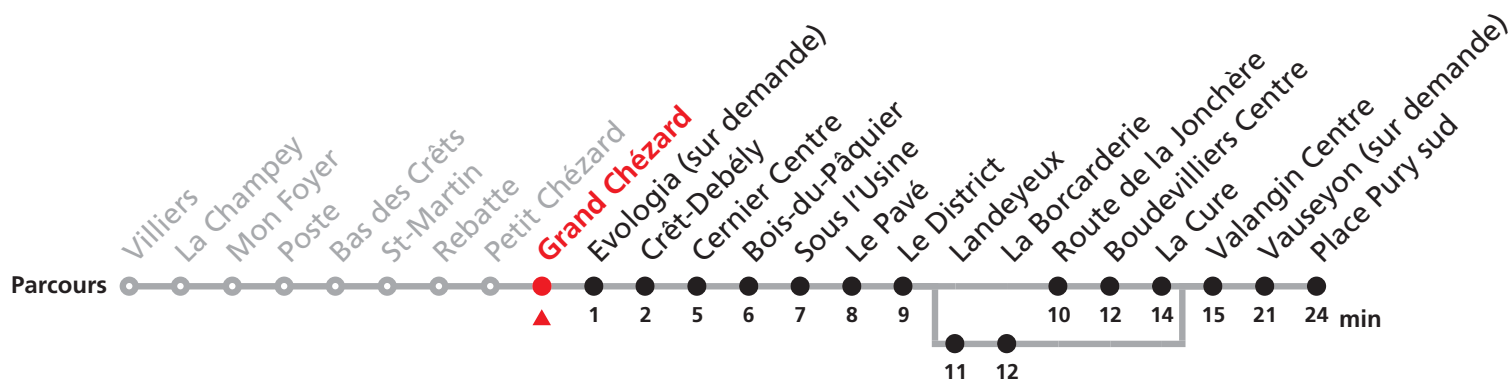 Villiers
La Champey
Mon Foyer
Poste
Bas des Crêts
St-Martin
Rebatte
Petit Chézard
Grand Chézard
Evologia (sur demande)
Crêt-Debély
Cernier Centre
Bois-du-Pâquier
Sous l'Usine
Le Pavé
Le District
Landeyeux
La Borcarderie
Route de la Jonchère
Boudevilliers Centre
La Cure
Valangin Centre
Vauseyon (sur demande)
Place Pury sud
Parcours
1 2 5 6 7 8 9 10 12 14 15 21 24 min
11 12